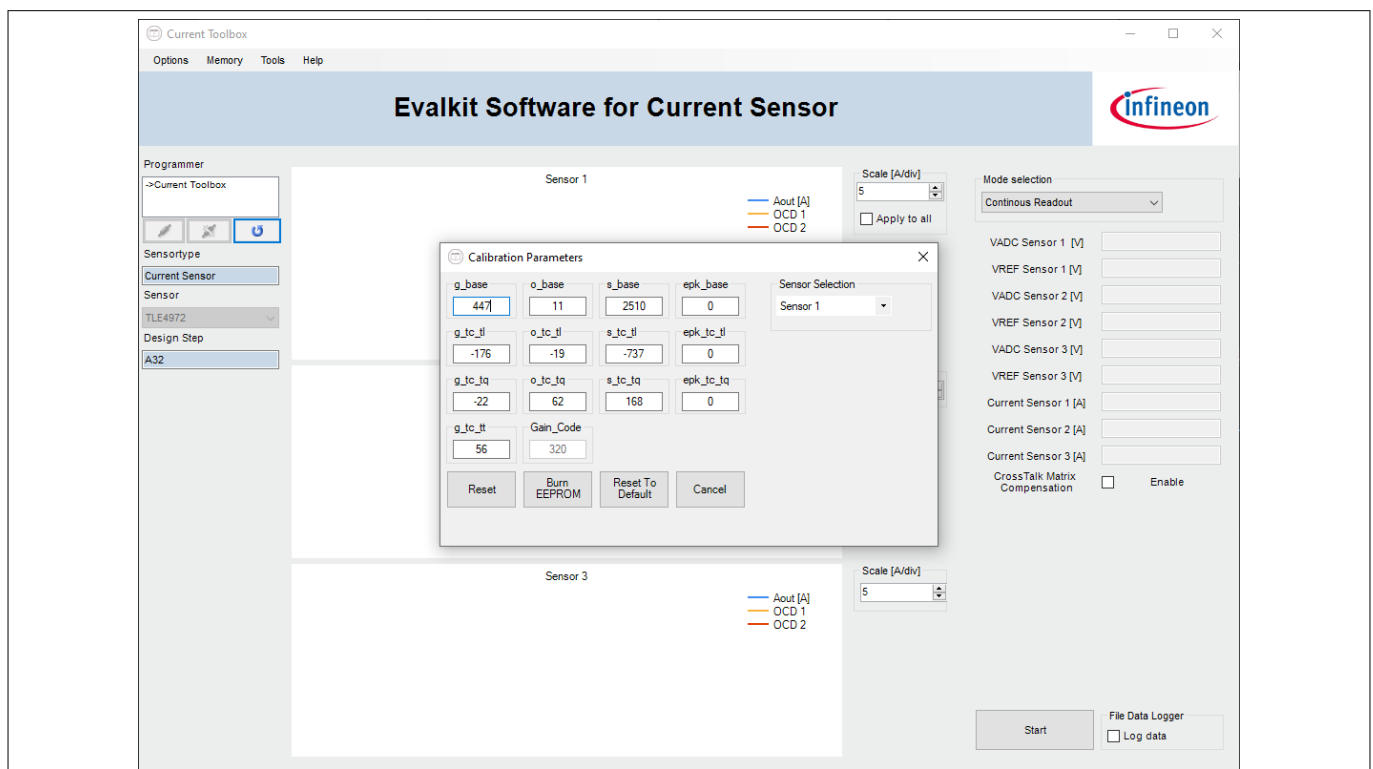 Current Toolbox
Options Memory Tools Help
Evalkit Software for Current Sensor
infineon
Programmer
->Current Toolbox
Sensortype
Current Sensor
Sensor
TLE4972
Design Step
A32
Sensor 1
Aout [A]
OCD 1
OCD 2
Scale [A/div]
5
Apply to all
Mode selection
Continous Readout
VADC Sensor 1 [V]
VREF Sensor 1 [V]
VADC Sensor 2 [V]
VREF Sensor 2 [V]
VADC Sensor 3 [V]
VREF Sensor 3 [V]
Current Sensor 1 [A]
Current Sensor 2 [A]
Current Sensor 3 [A]
CrossTalk Matrix
Compensation
Enable
Calibration Parameters
g_base o_base s_base epk_base
447 11 2510 0
g_tc_tl o_tc_tl s_tc_tl epk_tc_tl
-176 -19 -737 0
g_tc_tq o_tc_tq s_tc_tq epk_tc_tq
-22 62 168 0
g_tc_tt Gain_Code
56 320
Sensor Selection
Sensor 1
Reset
Burn
EEPROM
Reset To
Default
Cancel
Sensor 3
Aout [A]
OCD 1
OCD 2
Scale [A/div]
5
Start
File Data Logger
Log data